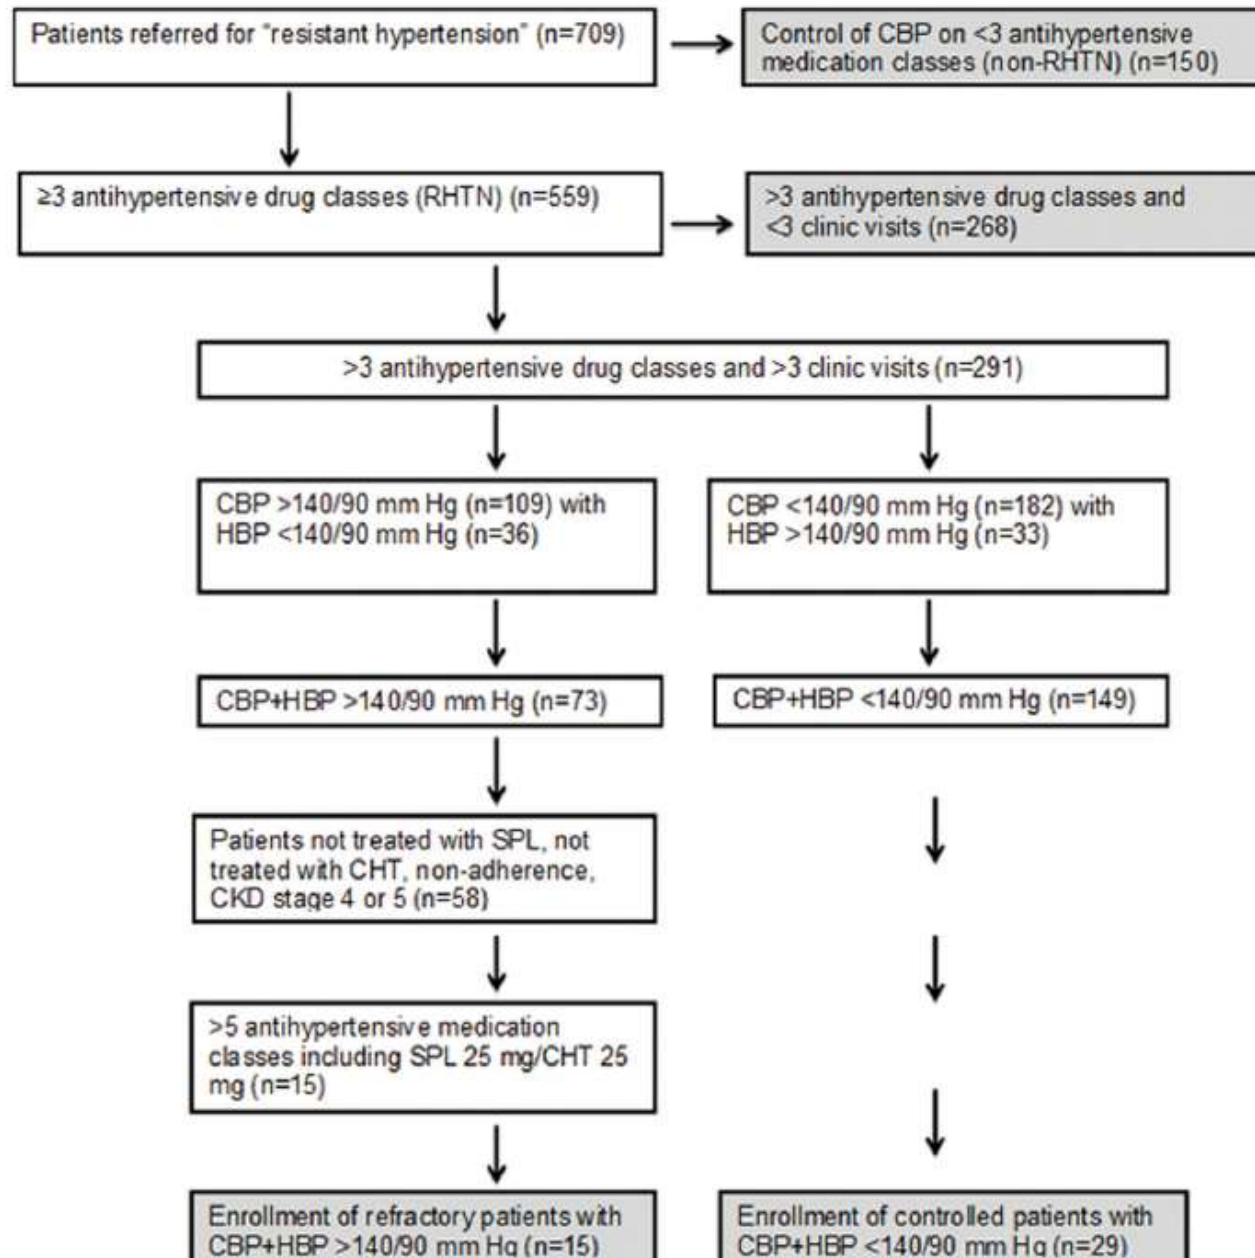 Patients referred for “resistant hypertension” (n=709)
Control of CBP on <3 antihypertensive
medication classes (non-RHTN) (n=150)
≥3 antihypertensive drug classes (RHTN) (n=559)
>3 antihypertensive drug classes and
<3 clinic visits (n=268)
>3 antihypertensive drug classes and >3 clinic visits (n=291)
CBP >140/90 mm Hg (n=109) with
HBP <140/90 mm Hg (n=36)
CBP <140/90 mm Hg (n=182) with
HBP >140/90 mm Hg (n=33)
CBP+HBP >140/90 mm Hg (n=73)
CBP+HBP <140/90 mm Hg (n=149)
Patients not treated with SPL, not
treated with CHT, non-adherence,
CKD stage 4 or 5 (n=58)
>5 antihypertensive medication
classes including SPL 25 mg/CHT 25
mg (n=15)
Enrollment of refractory patients with
CBP+HBP >140/90 mm Hg (n=15)
Enrollment of controlled patients with
CBP+HBP <140/90 mm Hg (n=29)